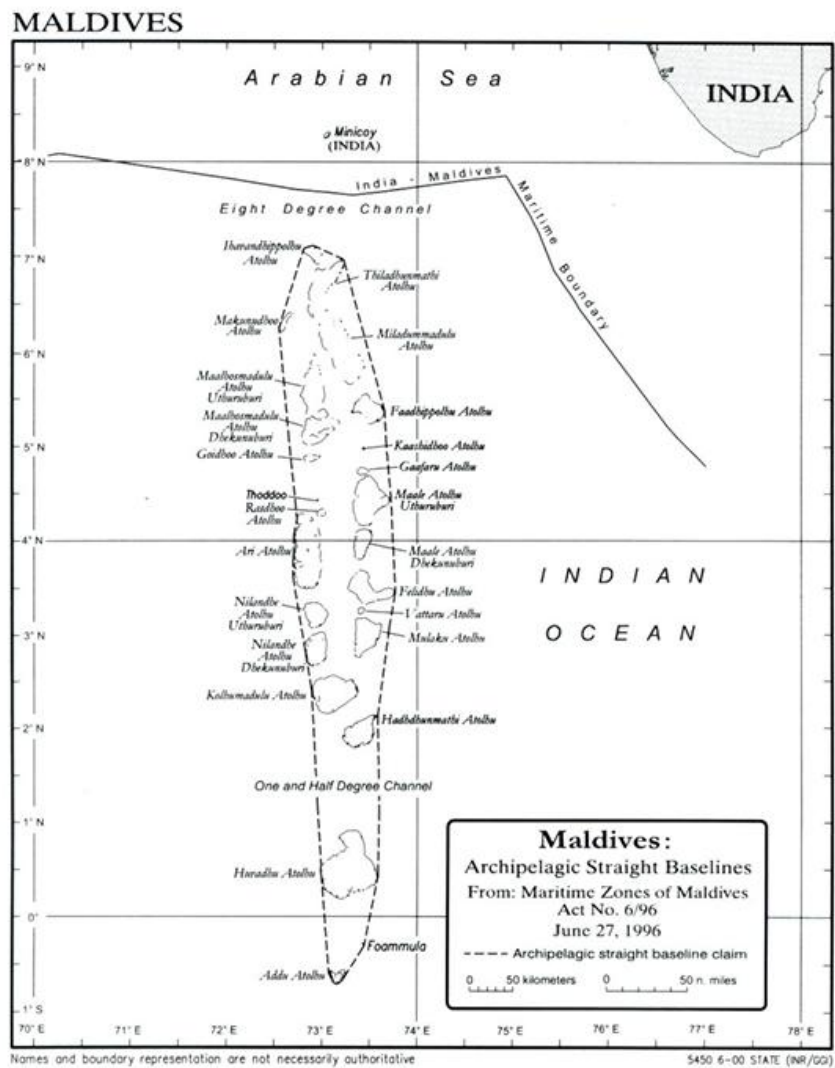 MALDIVES
9° N
Arabian Sea
INDIA
Minicoy
(INDIA)
8° N
India - Maldives
Maritime Boundary
Eight Degree Channel
Ihavandhippolhu
Atolhu
7° N
Thiladhunmathi
Atolhu
Makunudhoo
Atolhu
Miladummadulu
Atolhu
6° N
Maalhosmadulu
Atolhu
Uthuruburi
Maalhosmadulu
Atolhu
Dhekunuburi
Faadhippolhu Atolhu
5° N
Goidhoo Atolhu
Kaashidhoo Atolhu
Gaafaru Atolhu
Thoddoo
Rasdhoo
Atolhu
Maale Atolhu
Uthuruburi
4° N
Ari Atolhu
Maale Atolhu
Dhekunuburi
INDIAN
OCEAN
Felidhu Atolhu
Nilandhe
Atolhu
Uthuruburi
Vattaru Atolhu
3° N
Mulaku Atolhu
Nilandhe
Atolhu
Dhekunuburi
Kolhumadulu Atolhu
Hadhdhunmathi Atolhu
2° N
One and Half Degree Channel
1° N
Huvadhu Atolhu
0°
Foammula
Addu Atolhu
1° S
Maldives:
Archipelagic Straight Baselines
From: Maritime Zones of Maldives
Act No. 6/96
June 27, 1996
Archipelagic straight baseline claim
0 50 kilometers 0 50 n. miles
70° E 71° E 72° E 73° E 74° E 75° E 76° E 77° E 78° E
Names and boundary representation are not necessarily authoritative
5450 6-00 STATE (INR/GGI)